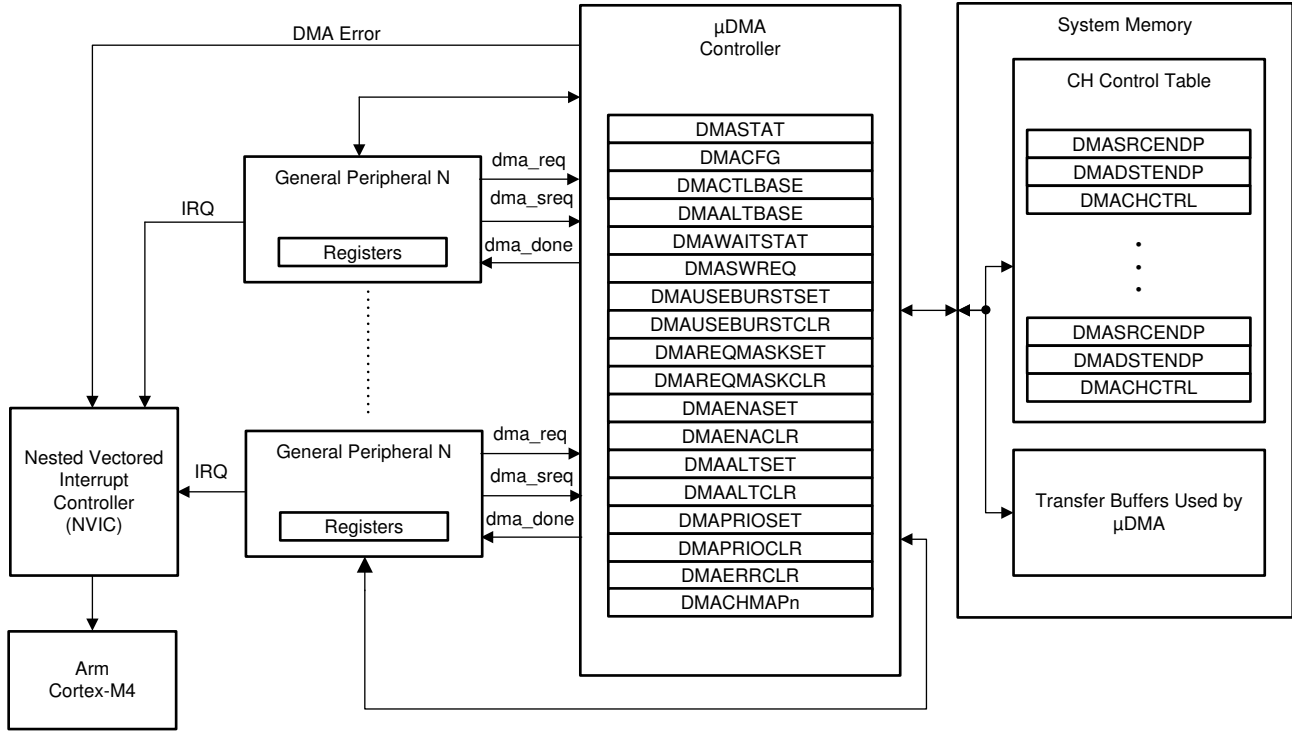 DMA Error
µDMA
Controller
System Memory
CH Control Table
DMASRCENDP
DMADSTENDP
DMACHCTRL
DMASRCENDP
DMADSTENDP
DMACHCTRL
Transfer Buffers Used by
µDMA
DMASTAT
DMACFG
DMACTLBASE
DMAALTBASE
DMAWAITSTAT
DMASWREQ
DMAUSEBURSTSET
DMAUSEBURSTCLR
DMAREQMASKSET
DMAREQMASKCLR
DMAENASET
DMAENACLR
DMAALTSET
DMAALTCLR
DMAPRIOSET
DMAPRIOCLR
DMAERRCLR
DMACHMAPn
General Peripheral N
Registers
dma_req
dma_sreq
dma_done
IRQ
General Peripheral N
Registers
dma_req
dma_sreq
dma_done
IRQ
Nested Vectored
Interrupt
Controller
(NVIC)
Arm
Cortex-M4